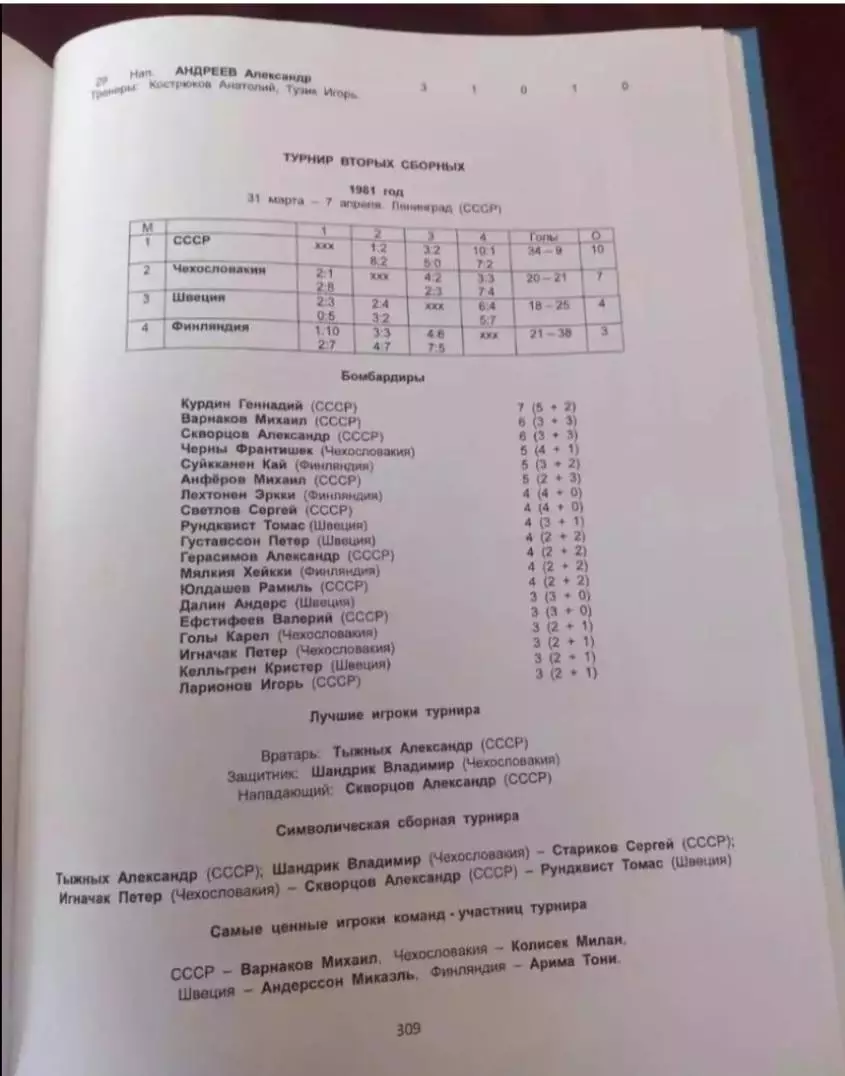 29 Нап. АНДРЕЕВ Александр 3 1 0 1 0
Тренеры: Кострюков Анатолий, Тузик Игорь.
ТУРНИР ВТОРЫХ СБОРНЫХ
1981 год
31 марта – 7 апреля. Ленинград (СССР)
М 1 2 3 4 Голы О
1 СССР xxx 1:2 3:2 10:1 34 – 9 10
8:2 5:0 7:2
2 Чехословакия 2:1 xxx 4:2 3:3 20 – 21 7
2:8 2:3 7:4
3 Швеция 2:3 2:4 xxx 6:4 18 – 25 4
0:5 3:2 5:7
4 Финляндия 1:10 3:3 4:6 xxx 21 – 38 3
2:7 4:7 7:5
Бомбардиры
Курдин Геннадий (СССР) 7 (5 + 2)
Варнаков Михаил (СССР) 6 (3 + 3)
Скворцов Александр (СССР) 6 (3 + 3)
Черны Франтишек (Чехословакия) 5 (4 + 1)
Суйкканен Кай (Финляндия) 5 (3 + 2)
Анфёров Михаил (СССР) 5 (2 + 3)
Лехтонен Эркки (Финляндия) 4 (4 + 0)
Светлов Сергей (СССР) 4 (4 + 0)
Рундквист Томас (Швеция) 4 (3 + 1)
Густавссон Петер (Швеция) 4 (2 + 2)
Герасимов Александр (СССР) 4 (2 + 2)
Мялкия Хейкки (Финляндия) 4 (2 + 2)
Юлдашев Рамиль (СССР) 4 (2 + 2)
Далин Андерс (Швеция) 3 (3 + 0)
Ефстифеев Валерий (СССР) 3 (3 + 0)
Голы Карел (Чехословакия) 3 (2 + 1)
Игначак Петер (Чехословакия) 3 (2 + 1)
Келльгрен Кристер (Швеция) 3 (2 + 1)
Ларионов Игорь (СССР) 3 (2 + 1)
Лучшие игроки турнира
Вратарь: Тыжных Александр (СССР)
Защитник: Шандрик Владимир (Чехословакия)
Нападающий: Скворцов Александр (СССР)
Символическая сборная турнира
Тыжных Александр (СССР); Шандрик Владимир (Чехословакия) – Стариков Сергей (СССР);
Игначак Петер (Чехословакия) – Скворцов Александр (СССР) – Рундквист Томас (Швеция)
Самые ценные игроки команд - участниц турнира
СССР – Варнаков Михаил, Чехословакия – Колисек Милан,
Швеция – Андерссон Микаэль, Финляндия – Арима Тони.
309